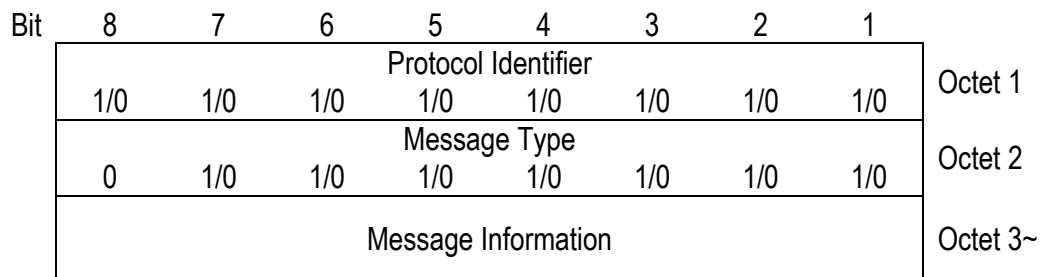 Bit 8 7 6 5 4 3 2 1
Protocol Identifier
1/0 1/0 1/0 1/0 1/0 1/0 1/0 1/0 Octet 1
Message Type
0 1/0 1/0 1/0 1/0 1/0 1/0 1/0 Octet 2
Message Information Octet 3~